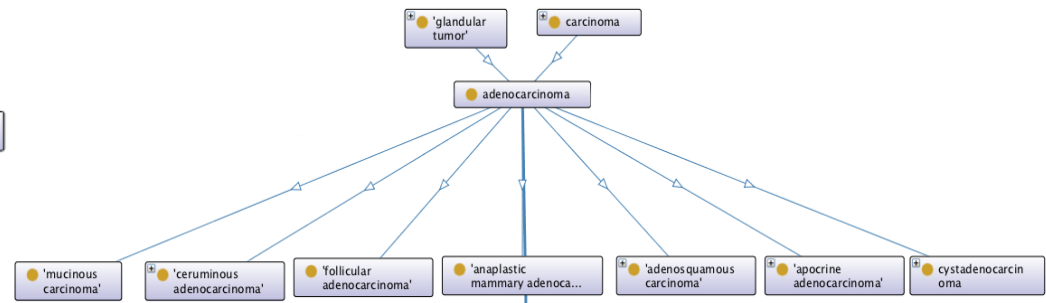 'glandular
tumor'
carcinoma
adenocarcinoma
'mucinous
carcinoma'
'ceruminous
adenocarcinoma'
'follicular
adenocarcinoma'
'anaplastic
mammary adenoca...
'adenosquamous
carcinoma'
'apocrine
adenocarcinoma'
cystadenocarcin
oma